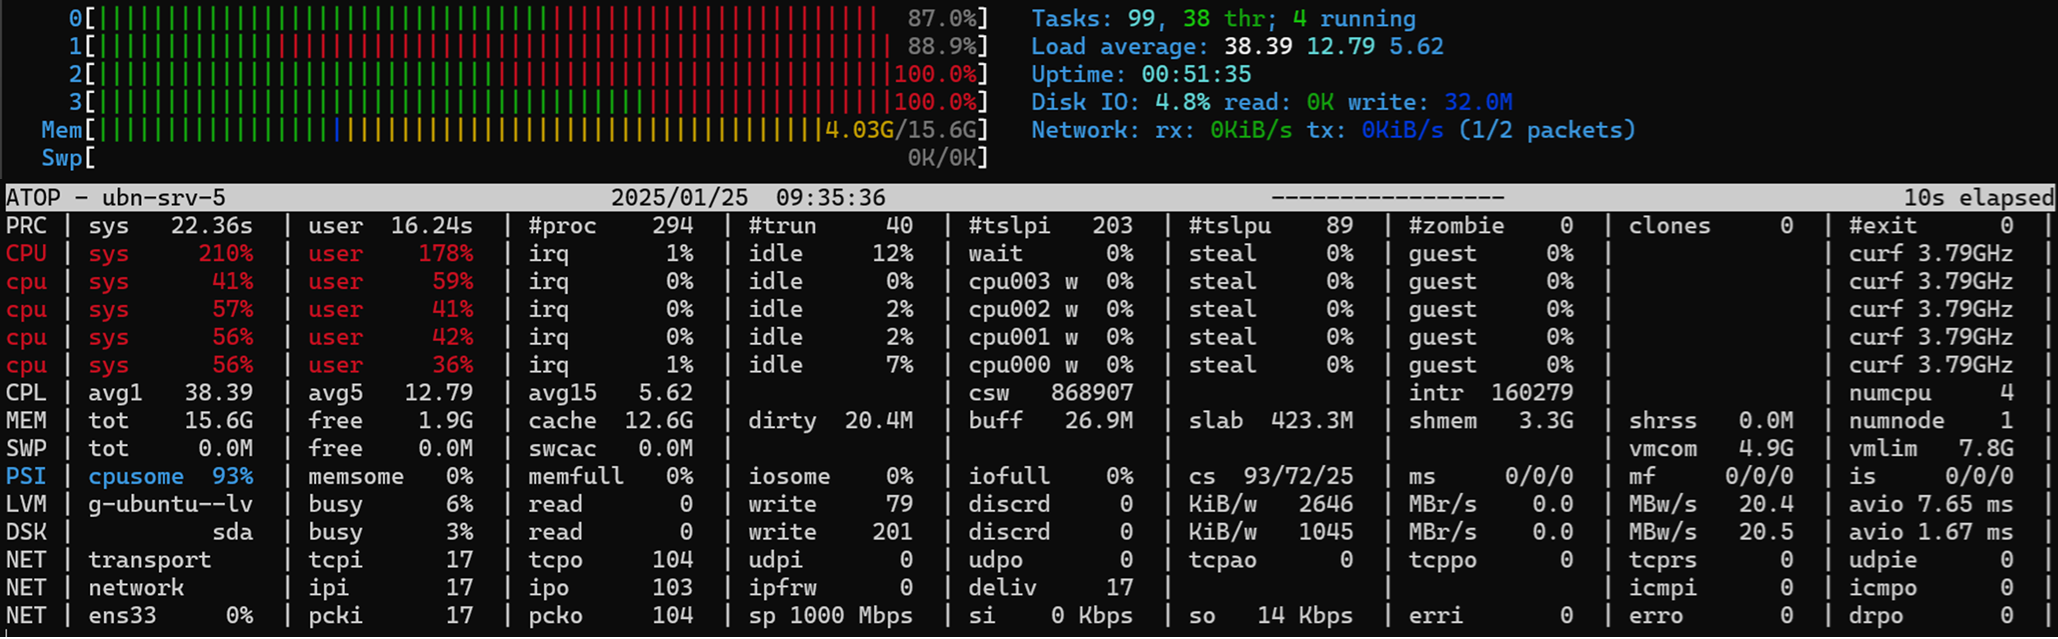 0[ 87.0%] Tasks: 99, 38 thr; 4 running
1[ 88.9%] Load average: 38.39 12.79 5.62
2[ 100.0%] Uptime: 00:51:35
3[ 100.0%] Disk IO: 4.8% read: 0K write: 32.0M
Mem[ 4.03G/15.6G] Network: rx: 0KiB/s tx: 0KiB/s (1/2 packets)
Swp[ 0K/0K]
ATOP - ubn-srv-5 2025/01/25 09:35:36 ----------------- 10s elapsed
PRC | sys 22.36s | user 16.24s | #proc 294 | #trun 40 | #tslpi 203 | #tslpu 89 | #zombie 0 | clones 0 | #exit 0 |
CPU | sys 210% | user 178% | irq 1% | idle 12% | wait 0% | steal 0% | guest 0% | | curf 3.79GHz |
cpu | sys 41% | user 59% | irq 0% | idle 0% | cpu003 w 0% | steal 0% | guest 0% | | curf 3.79GHz |
cpu | sys 57% | user 41% | irq 0% | idle 2% | cpu002 w 0% | steal 0% | guest 0% | | curf 3.79GHz |
cpu | sys 56% | user 42% | irq 0% | idle 2% | cpu001 w 0% | steal 0% | guest 0% | | curf 3.79GHz |
cpu | sys 56% | user 36% | irq 1% | idle 7% | cpu000 w 0% | steal 0% | guest 0% | | curf 3.79GHz |
CPL | avg1 38.39 | avg5 12.79 | avg15 5.62 | | csw 868907 | | intr 160279 | | numcpu 4 |
MEM | tot 15.6G | free 1.9G | cache 12.6G | dirty 20.4M | buff 26.9M | slab 423.3M | shmem 3.3G | shrss 0.0M | numnode 1 |
SWP | tot 0.0M | free 0.0M | swcac 0.0M | | | | | vmcom 4.9G | vmlim 7.8G |
PSI | cpusome 93% | memsome 0% | memfull 0% | iosome 0% | iofull 0% | cs 93/72/25 | ms 0/0/0 | mf 0/0/0 | is 0/0/0 |
LVM | g-ubuntu--lv | busy 6% | read 0 | write 79 | discrd 0 | KiB/w 2646 | MBr/s 0.0 | MBw/s 20.4 | avio 7.65 ms |
DSK | sda | busy 3% | read 0 | write 201 | discrd 0 | KiB/w 1045 | MBr/s 0.0 | MBw/s 20.5 | avio 1.67 ms |
NET | transport | tcpi 17 | tcpo 104 | udpi 0 | udpo 0 | tcpao 0 | tcppo 0 | tcprs 0 | udpie 0 |
NET | network | ipi 17 | ipo 103 | ipfrw 0 | deliv 17 | | | icmpi 0 | icmpo 0 |
NET | ens33 0% | pcki 17 | pcko 104 | sp 1000 Mbps | si 0 Kbps | so 14 Kbps | erri 0 | erro 0 | drpo 0 |